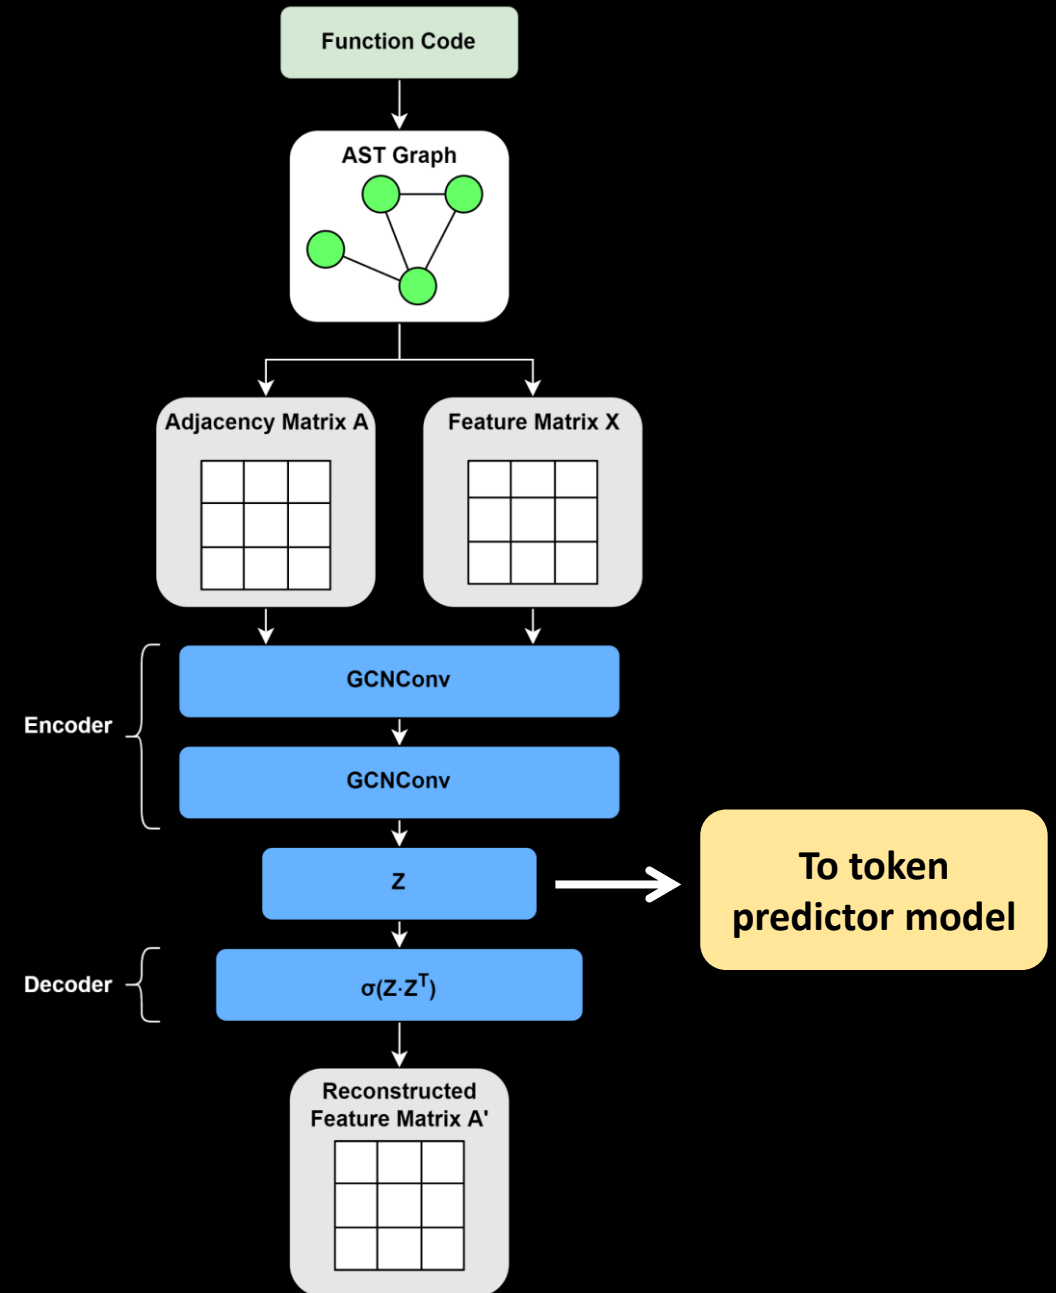 Function Code
AST Graph
Adjacency Matrix A
Feature Matrix X
Encoder
GCNConv
GCNConv
Z
To token
predictor model
Decoder
σ(Z·Zᵀ)
Reconstructed
Feature Matrix A'